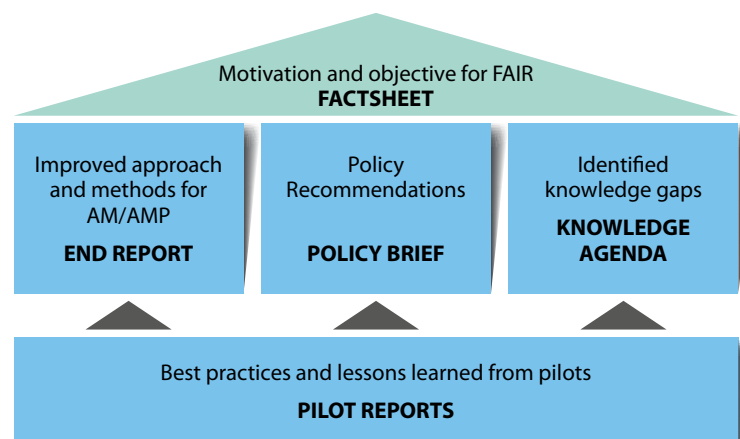 Motivation and objective for FAIR
FACTSHEET
Improved approach
and methods for
AM/AMP
END REPORT
Policy
Recommendations
POLICY BRIEF
Identified
knowledge gaps
KNOWLEDGE
AGENDA
Best practices and lessons learned from pilots
PILOT REPORTS